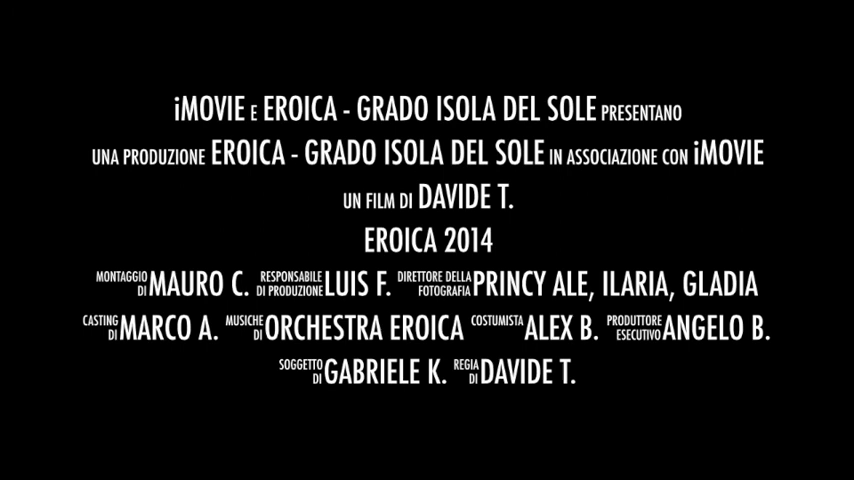 iMOVIE E EROICA - GRADO ISOLA DEL SOLE PRESENTANO
UNA PRODUZIONE EROICA - GRADO ISOLA DEL SOLE IN ASSOCIAZIONE CON iMOVIE
UN FILM DI DAVIDE T.
EROICA 2014
MONTAGGIO DI MAURO C. RESPONSABILE DI PRODUZIONE LUIS F. DIRETTORE DELLA FOTOGRAFIA PRINCY ALE, ILARIA, GLADIA
CASTING DI MARCO A. MUSICHE DI ORCHESTRA EROICA COSTUMISTA ALEX B. PRODUTTORE ESECUTIVO ANGELO B.
SOGGETTO DI GABRIELE K. REGIA DI DAVIDE T.